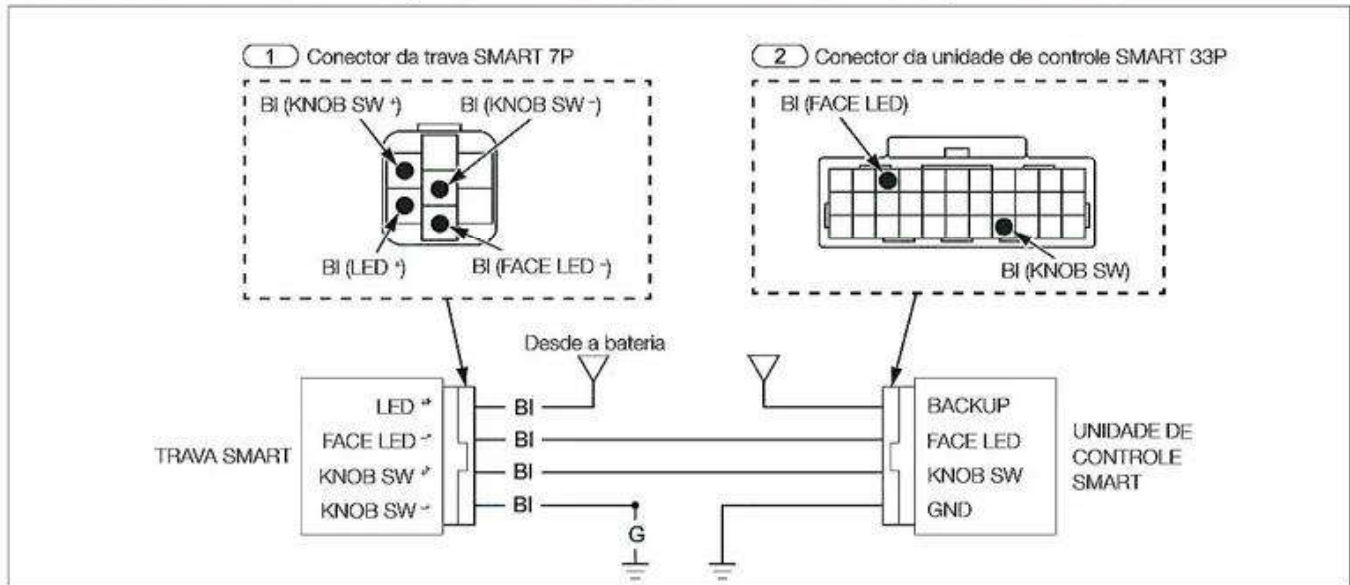 1 Conector da trava SMART 7P
2 Conector da unidade de controle SMART 33P
BI (KNOB SW +)
BI (KNOB SW -)
BI (FACE LED)
BI (LED +)
BI (FACE LED -)
BI (KNOB SW)
Desde a bateria
TRAVA SMART
LED +
FACE LED -
KNOB SW +
KNOB SW -
BI
BI
BI
BI
G
BACKUP
FACE LED
KNOB SW
GND
UNIDADE DE
CONTROLE
SMART